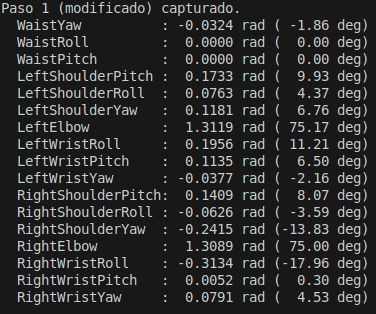 Paso 1 (modificado) capturado.
  WaistYaw          : -0.0324 rad ( -1.86 deg)
  WaistRoll         :  0.0000 rad (  0.00 deg)
  WaistPitch        :  0.0000 rad (  0.00 deg)
  LeftShoulderPitch :  0.1733 rad (  9.93 deg)
  LeftShoulderRoll  :  0.0763 rad (  4.37 deg)
  LeftShoulderYaw   :  0.1181 rad (  6.76 deg)
  LeftElbow         :  1.3119 rad ( 75.17 deg)
  LeftWristRoll     :  0.1956 rad ( 11.21 deg)
  LeftWristPitch    :  0.1135 rad (  6.50 deg)
  LeftWristYaw      : -0.0377 rad ( -2.16 deg)
  RightShoulderPitch:  0.1409 rad (  8.07 deg)
  RightShoulderRoll : -0.0626 rad ( -3.59 deg)
  RightShoulderYaw  : -0.2415 rad (-13.83 deg)
  RightElbow        :  1.3089 rad ( 75.00 deg)
  RightWristRoll    : -0.3134 rad (-17.96 deg)
  RightWristPitch   :  0.0052 rad (  0.30 deg)
  RightWristYaw     :  0.0791 rad (  4.53 deg)